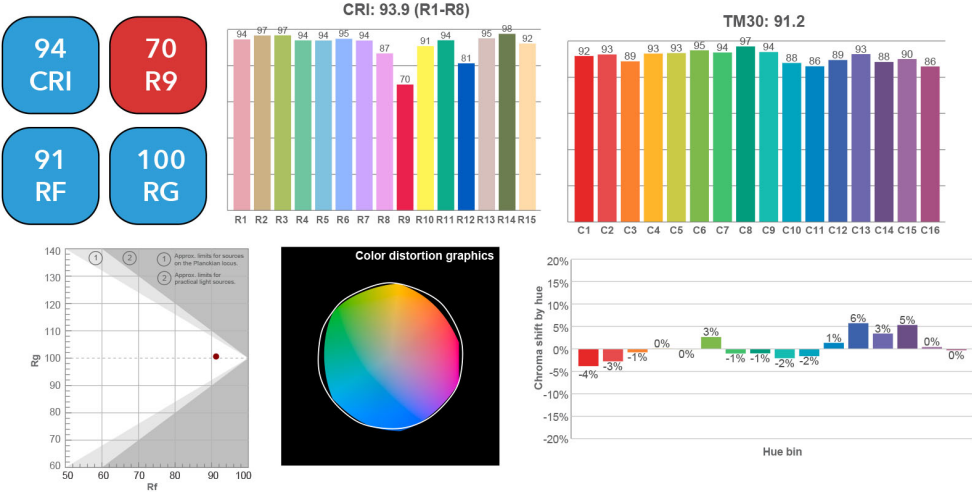 94
CRI
70
R9
91
RF
100
RG
CRI: 93.9 (R1-R8)
94 97 97 94 94 95 94 87 70 91 94 81 95 98 92
R1 R2 R3 R4 R5 R6 R7 R8 R9 R10 R11 R12 R13 R14 R15
TM30: 91.2
92 93 89 93 93 95 94 97 94 88 86 89 93 88 90 86
C1 C2 C3 C4 C5 C6 C7 C8 C9 C10 C11 C12 C13 C14 C15 C16
140
130
120
110
100
90
80
70
60
Rg
50 60 70 80 90 100
Rf
1 2
1 Approx. limits for sources
on the Planckian locus.
2 Approx. limits for
practical light sources.
Color distortion graphics
Chroma shift by hue
20%
15%
10%
5%
0%
-5%
-10%
-15%
-20%
-4% -3% -1% 0% 0% 3% -1% -1% -2% -2% 1% 6% 3% 5% 0% 0%
Hue bin